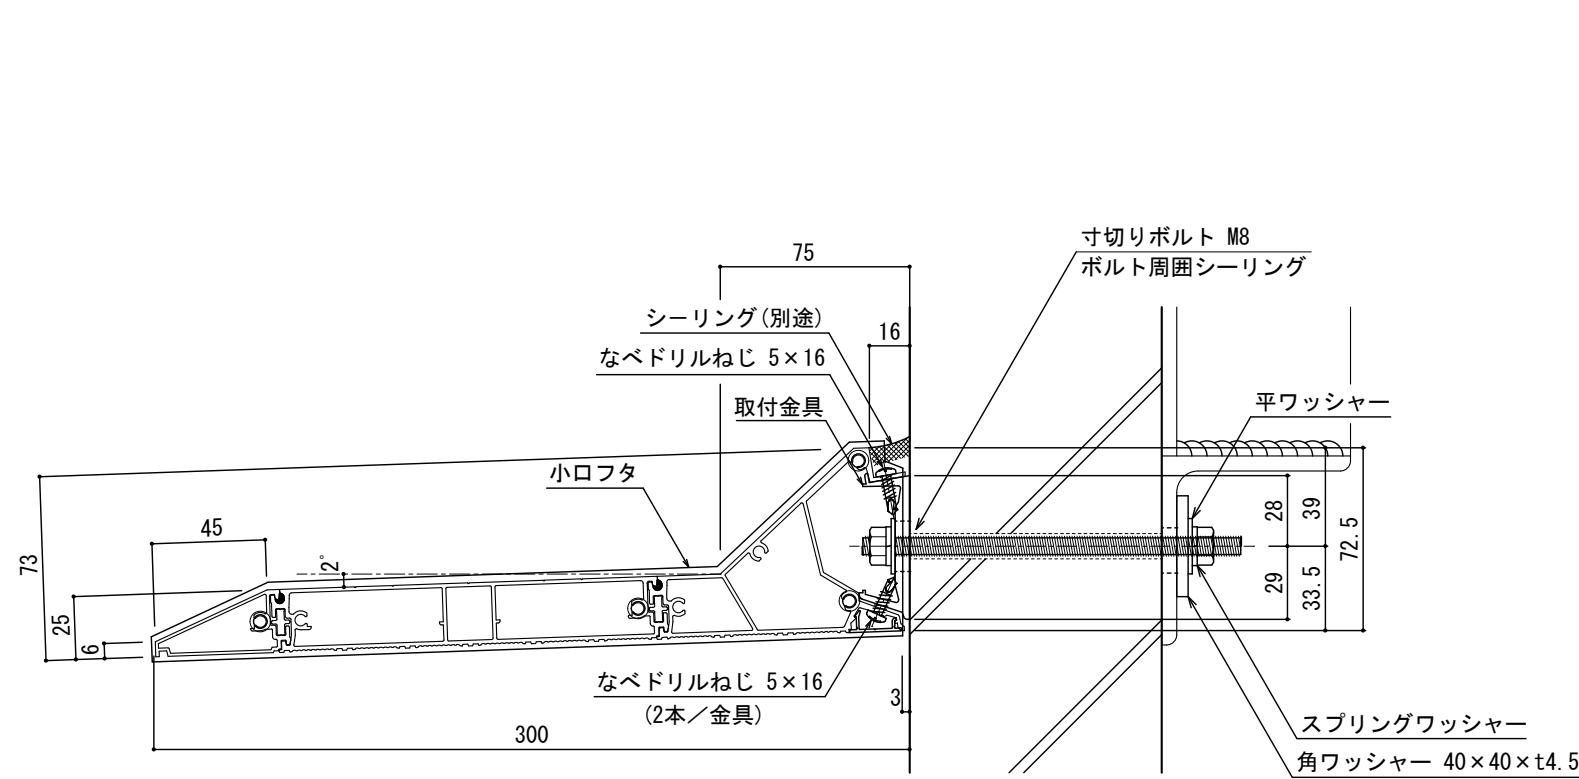 寸切りボルト M8
ボルト周囲シーリング
75
シーリング(別途)
16
なべドリルねじ 5×16
取付金具
平ワッシャー
小口フタ
45
73
2°
25
6
28
39
72.5
29
33.5
なべドリルねじ 5×16
(2本/金具)
3
300
スプリングワッシャー
角ワッシャー 40×40×t4.5